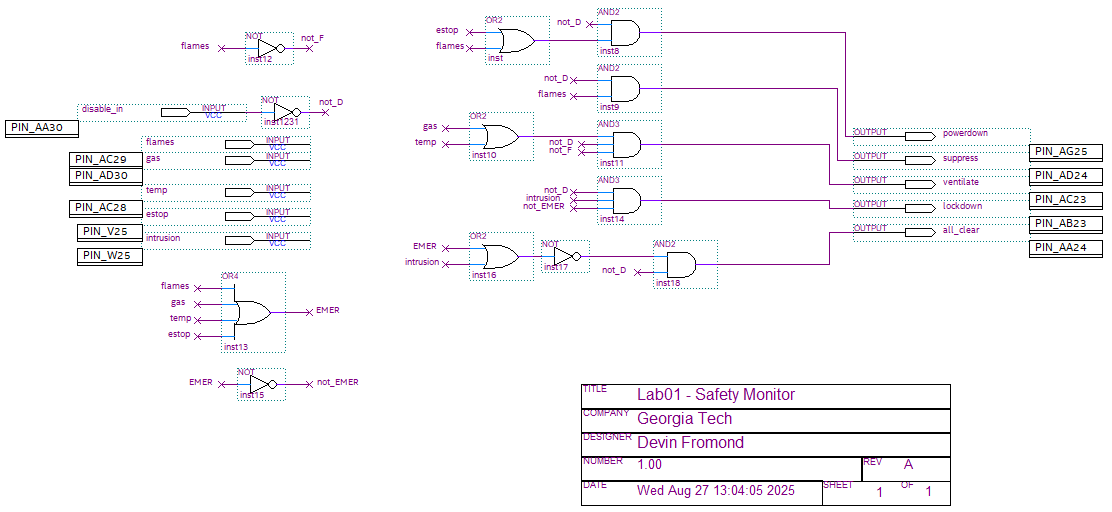 flames
NOT
inst12
not_F
disable_in
INPUT
VCC
NOT
inst1231
not_D
PIN_AA30
flames
INPUT
VCC
PIN_AC29
gas
INPUT
VCC
PIN_AD30
temp
INPUT
VCC
PIN_AC28
estop
INPUT
VCC
PIN_V25
intrusion
INPUT
VCC
PIN_W25
OR4
flames
gas
temp
estop
inst13
EMER
NOT
EMER
inst15
not_EMER
OR2
estop
flames
inst
AND2
not_D
inst8
AND2
not_D
flames
inst9
OR2
gas
temp
inst10
AND3
not_D
not_F
inst11
AND3
not_D
intrusion
not_EMER
inst14
OR2
EMER
intrusion
inst16
NOT
inst17
AND2
not_D
inst18
OUTPUT
powerdown
PIN_AG25
OUTPUT
suppress
PIN_AD24
OUTPUT
ventilate
PIN_AC23
OUTPUT
lockdown
PIN_AB23
OUTPUT
all_clear
PIN_AA24
TITLE Lab01 - Safety Monitor
COMPANY Georgia Tech
DESIGNER Devin Fromond
NUMBER 1.00 REV A
DATE Wed Aug 27 13:04:05 2025 SHEET 1 OF 1